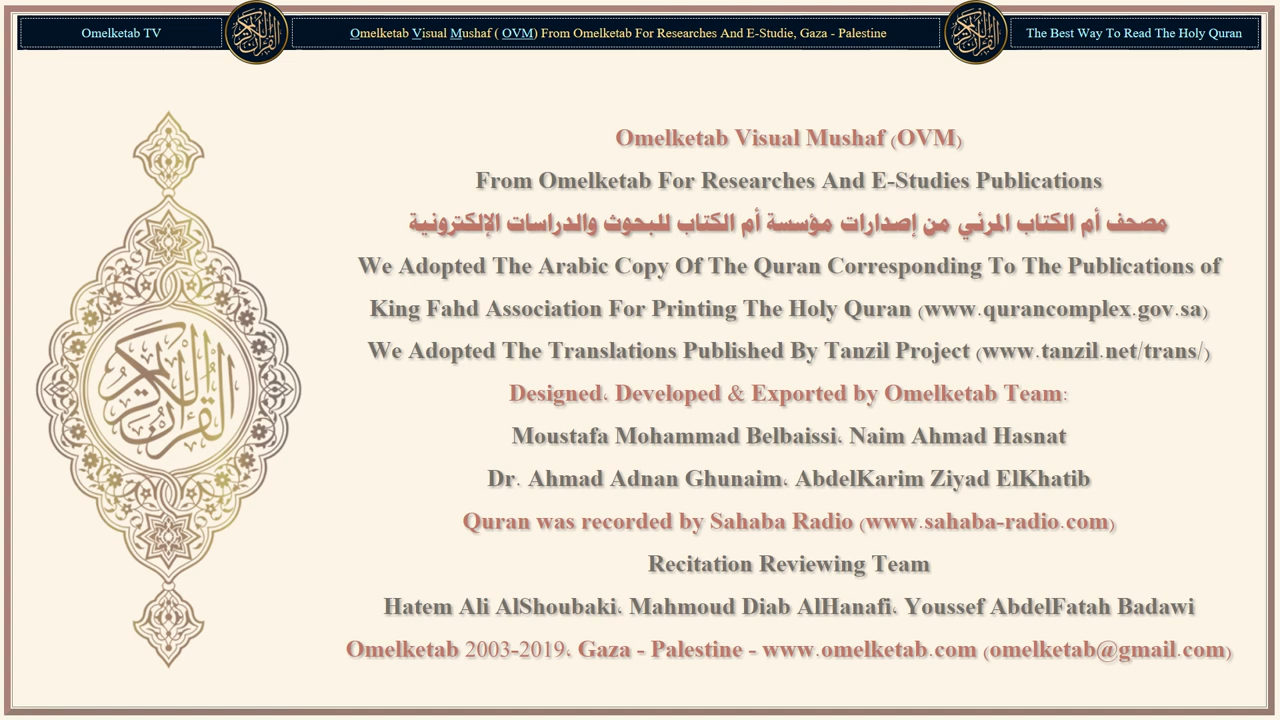 Omelketab TV
Omelketab Visual Mushaf ( OVM) From Omelketab For Researches And E-Studie, Gaza - Palestine
The Best Way To Read The Holy Quran
القرآن الكريم
Omelketab Visual Mushaf (OVM)
From Omelketab For Researches And E-Studies Publications
مصحف أم الكتاب المرئي من إصدارات مؤسسة أم الكتاب للبحوث والدراسات الإلكترونية
We Adopted The Arabic Copy Of The Quran Corresponding To The Publications of
King Fahd Association For Printing The Holy Quran (www.qurancomplex.gov.sa)
We Adopted The Translations Published By Tanzil Project (www.tanzil.net/trans/)
Designed، Developed & Exported by Omelketab Team:
Moustafa Mohammad Belbaissi، Naim Ahmad Hasnat
Dr. Ahmad Adnan Ghunaim، AbdelKarim Ziyad ElKhatib
Quran was recorded by Sahaba Radio (www.sahaba-radio.com)
Recitation Reviewing Team
Hatem Ali AlShoubaki، Mahmoud Diab AlHanafi، Youssef AbdelFatah Badawi
Omelketab 2003-2019، Gaza - Palestine - www.omelketab.com (omelketab@gmail.com)